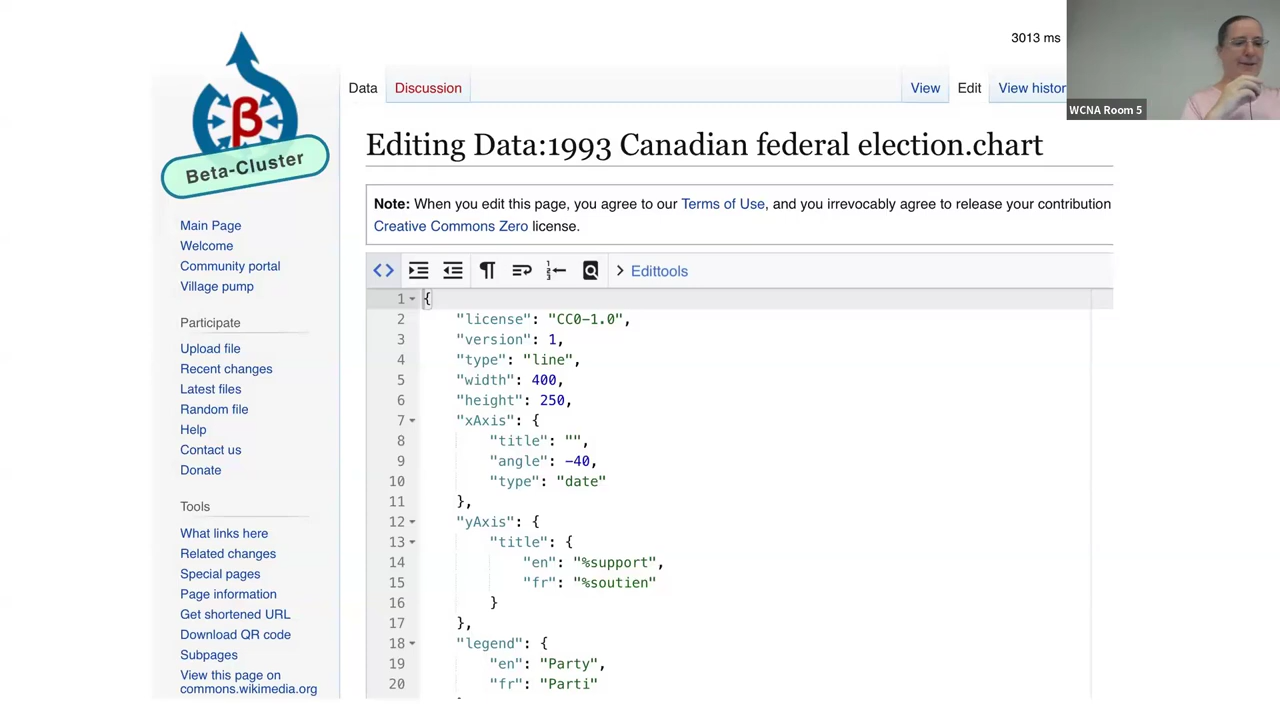 3013 ms
WCNA Room 5
β
Beta-Cluster
Data
Discussion
View
Edit
View histor
Editing Data:1993 Canadian federal election.chart
Note: When you edit this page, you agree to our Terms of Use, and you irrevocably agree to release your contribution
Creative Commons Zero license.
Edittools
Main Page
Welcome
Community portal
Village pump
Participate
Upload file
Recent changes
Latest files
Random file
Help
Contact us
Donate
Tools
What links here
Related changes
Special pages
Page information
Get shortened URL
Download QR code
Subpages
View this page on
commons.wikimedia.org
1 {
2 "license": "CC0-1.0",
3 "version": 1,
4 "type": "line",
5 "width": 400,
6 "height": 250,
7 "xAxis": {
8 "title": "",
9 "angle": -40,
10 "type": "date"
11 },
12 "yAxis": {
13 "title": {
14 "en": "%support",
15 "fr": "%soutien"
16 }
17 },
18 "legend": {
19 "en": "Party",
20 "fr": "Parti"